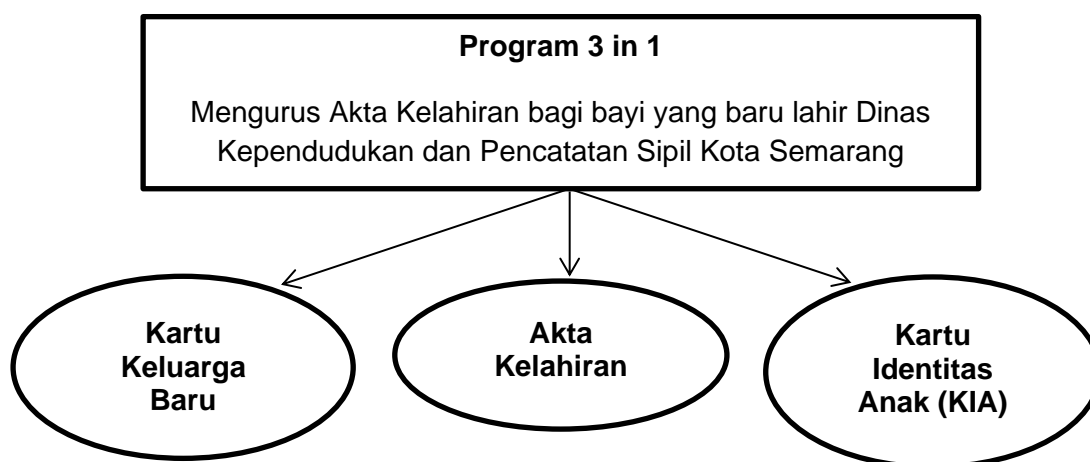 Program 3 in 1
Mengurus Akta Kelahiran bagi bayi yang baru lahir Dinas
Kependudukan dan Pencatatan Sipil Kota Semarang
Kartu
Keluarga
Baru
Akta
Kelahiran
Kartu
Identitas
Anak (KIA)